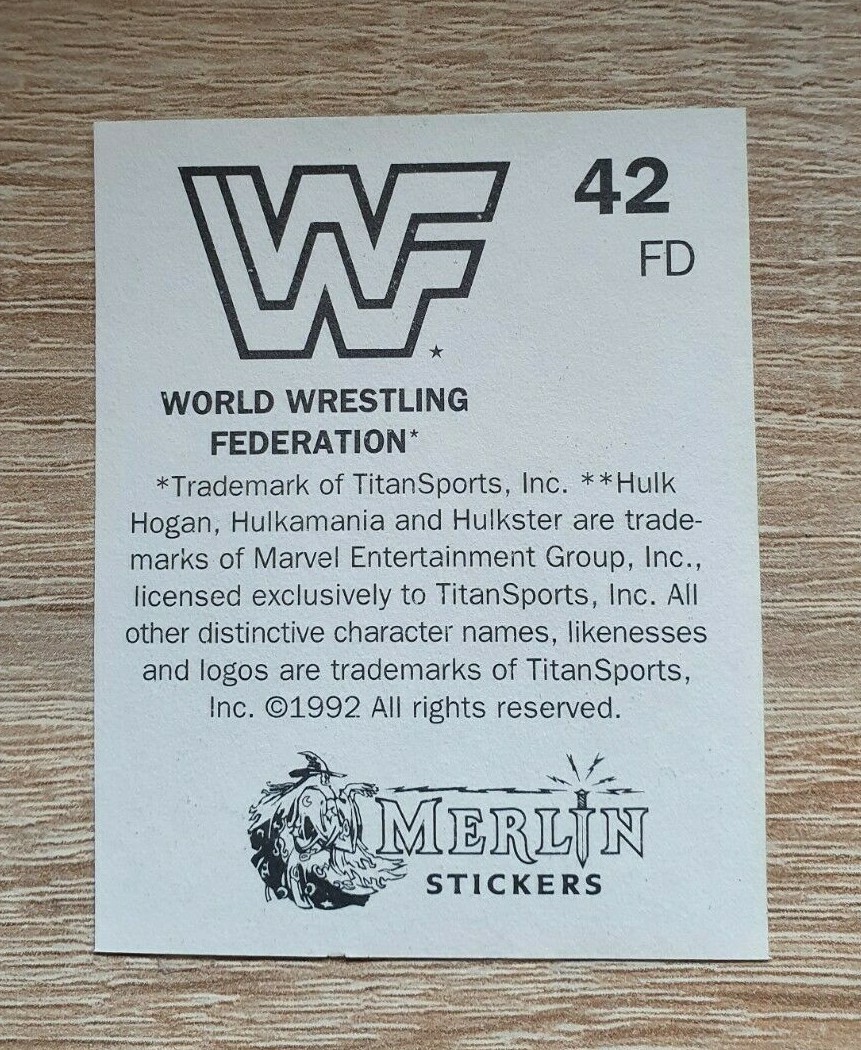 WF
42
FD
WORLD WRESTLING
FEDERATION*
*Trademark of TitanSports, Inc. **Hulk
Hogan, Hulkamania and Hulkster are trade-
marks of Marvel Entertainment Group, Inc.,
licensed exclusively to TitanSports, Inc. All
other distinctive character names, likenesses
and logos are trademarks of TitanSports,
Inc. ©1992 All rights reserved.
MERLIN
STICKERS